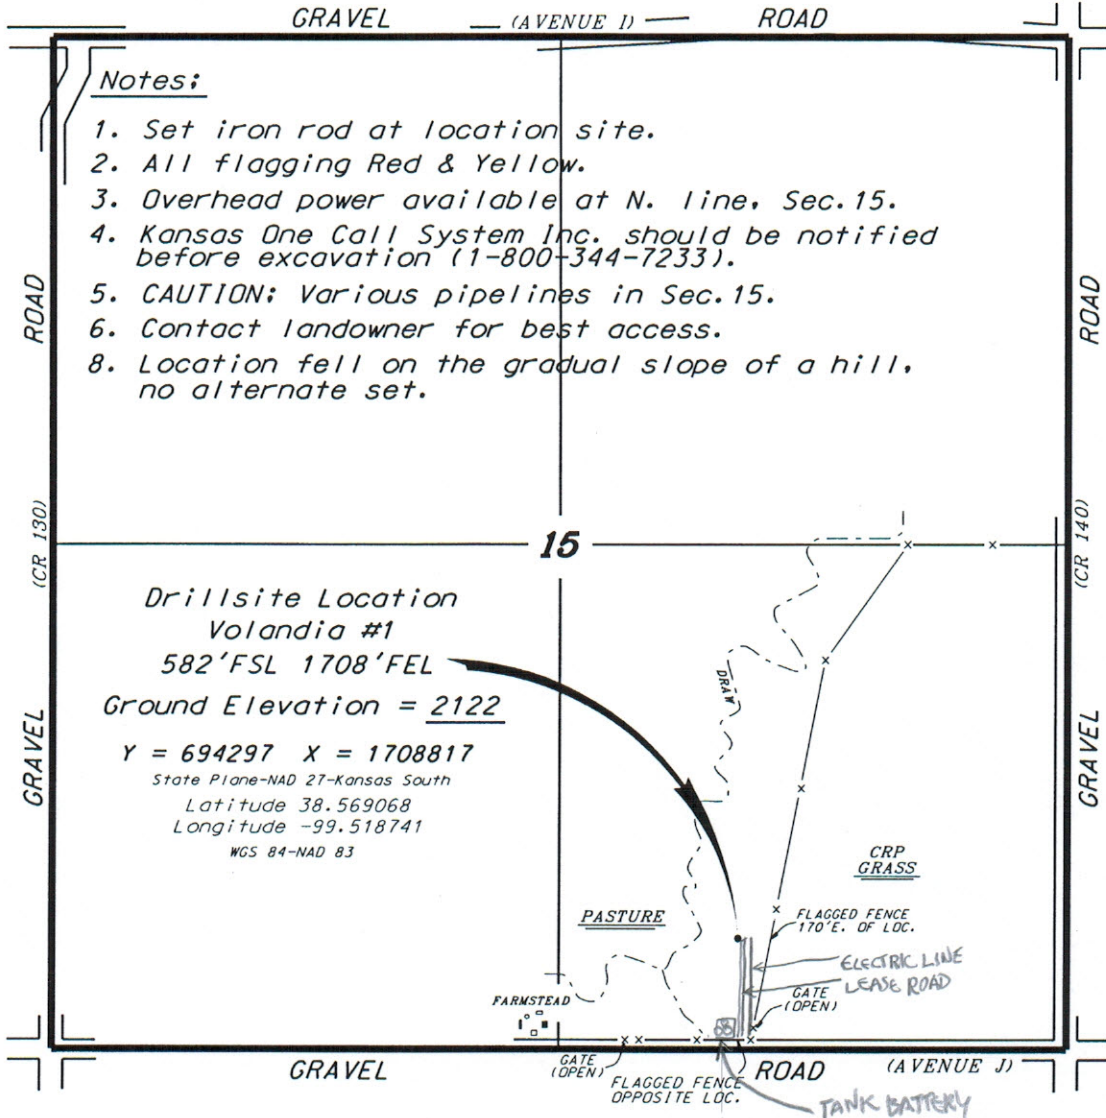 GRAVEL (AVENUE I) ROAD
Notes:
1. Set iron rod at location site.
2. All flagging Red & Yellow.
3. Overhead power available at N. line, Sec.15.
4. Kansas One Call System Inc. should be notified
before excavation (1-800-344-7233).
5. CAUTION: Various pipelines in Sec.15.
6. Contact landowner for best access.
8. Location fell on the gradual slope of a hill,
no alternate set.
ROAD
(CR 130)
GRAVEL
ROAD
(CR 140)
GRAVEL
15
Drillsite Location
Volandia #1
582'FSL 1708'FEL
Ground Elevation = 2122
Y = 694297 X = 1708817
State Plane-NAD 27-Kansas South
Latitude 38.569068
Longitude -99.518741
WGS 84-NAD 83
DRAW
CRP
GRASS
PASTURE
FLAGGED FENCE
170'E. OF LOC.
ELECTRIC LINE
LEASE ROAD
GATE
(OPEN)
FARMSTEAD
GRAVEL
GATE
(OPEN)
FLAGGED FENCE
OPPOSITE LOC.
ROAD (AVENUE J)
TANK BATTERY